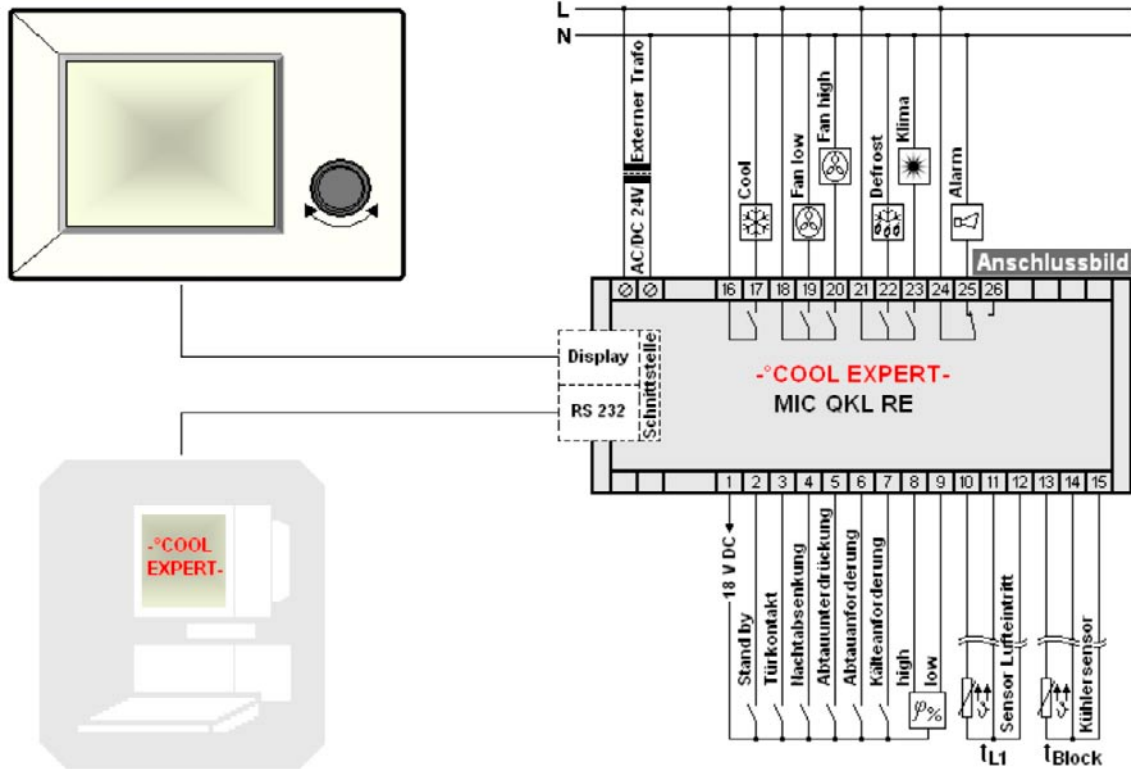 L
N
Externer Trafo
AC/DC 24V
Cool
Fan low
Fan high
Defrost
Klima
Alarm
Anschlussbild
16 17 18 19 20 21 22 23 24 25 26
Display
RS 232
Schnittstelle
-°COOL EXPERT-
MIC QKL RE
1 2 3 4 5 6 7 8 9 10 11 12 13 14 15
18 V DC
Stand by
Türkontakt
Nachtabsenkung
Abtauunterdrückung
Abtauanforderung
Kälteanforderung
high
low
φ%
Sensor Lufteintritt
Kühlersensor
tL1
tBlock
-°COOL
EXPERT-